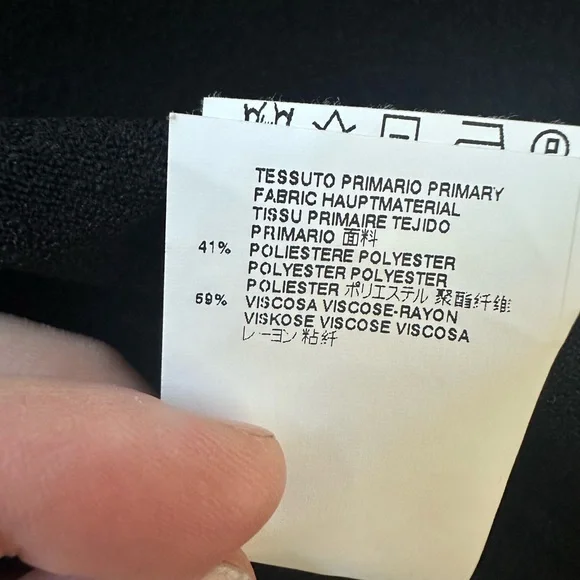 TESSUTO PRIMARIO PRIMARY
FABRIC HAUPTMATERIAL
TISSU PRIMAIRE TEJIDO
PRIMARIO 面料
41% POLIESTERE POLYESTER
POLYESTER POLYESTER
POLIESTER ポリエステル 聚酯纤维
59% VISCOSA VISCOSE-RAYON
VISKOSE VISCOSE VISCOSA
レーヨン 粘纤